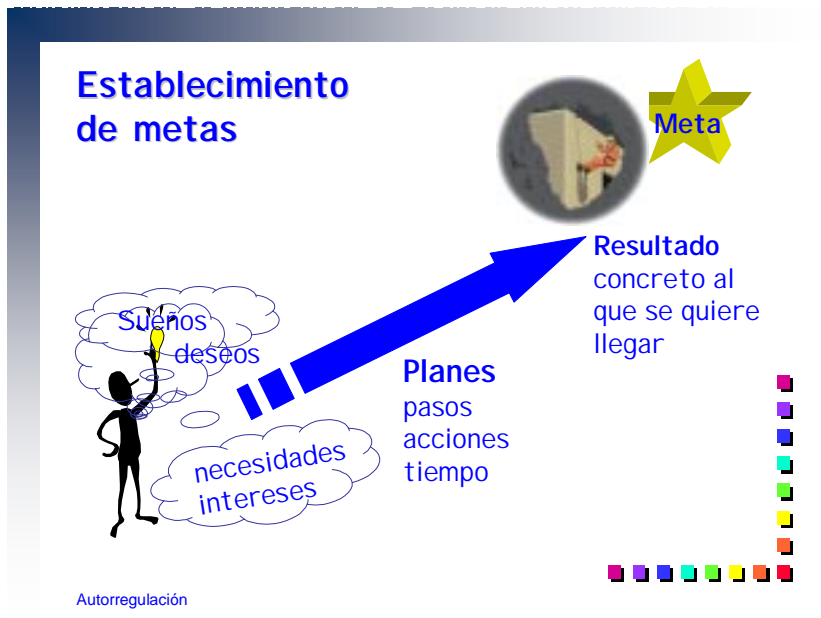 Establecimiento
de metas
Meta
Resultado
concreto al
que se quiere
llegar
Sueños
deseos
Planes
pasos
acciones
tiempo
necesidades
intereses
Autorregulación